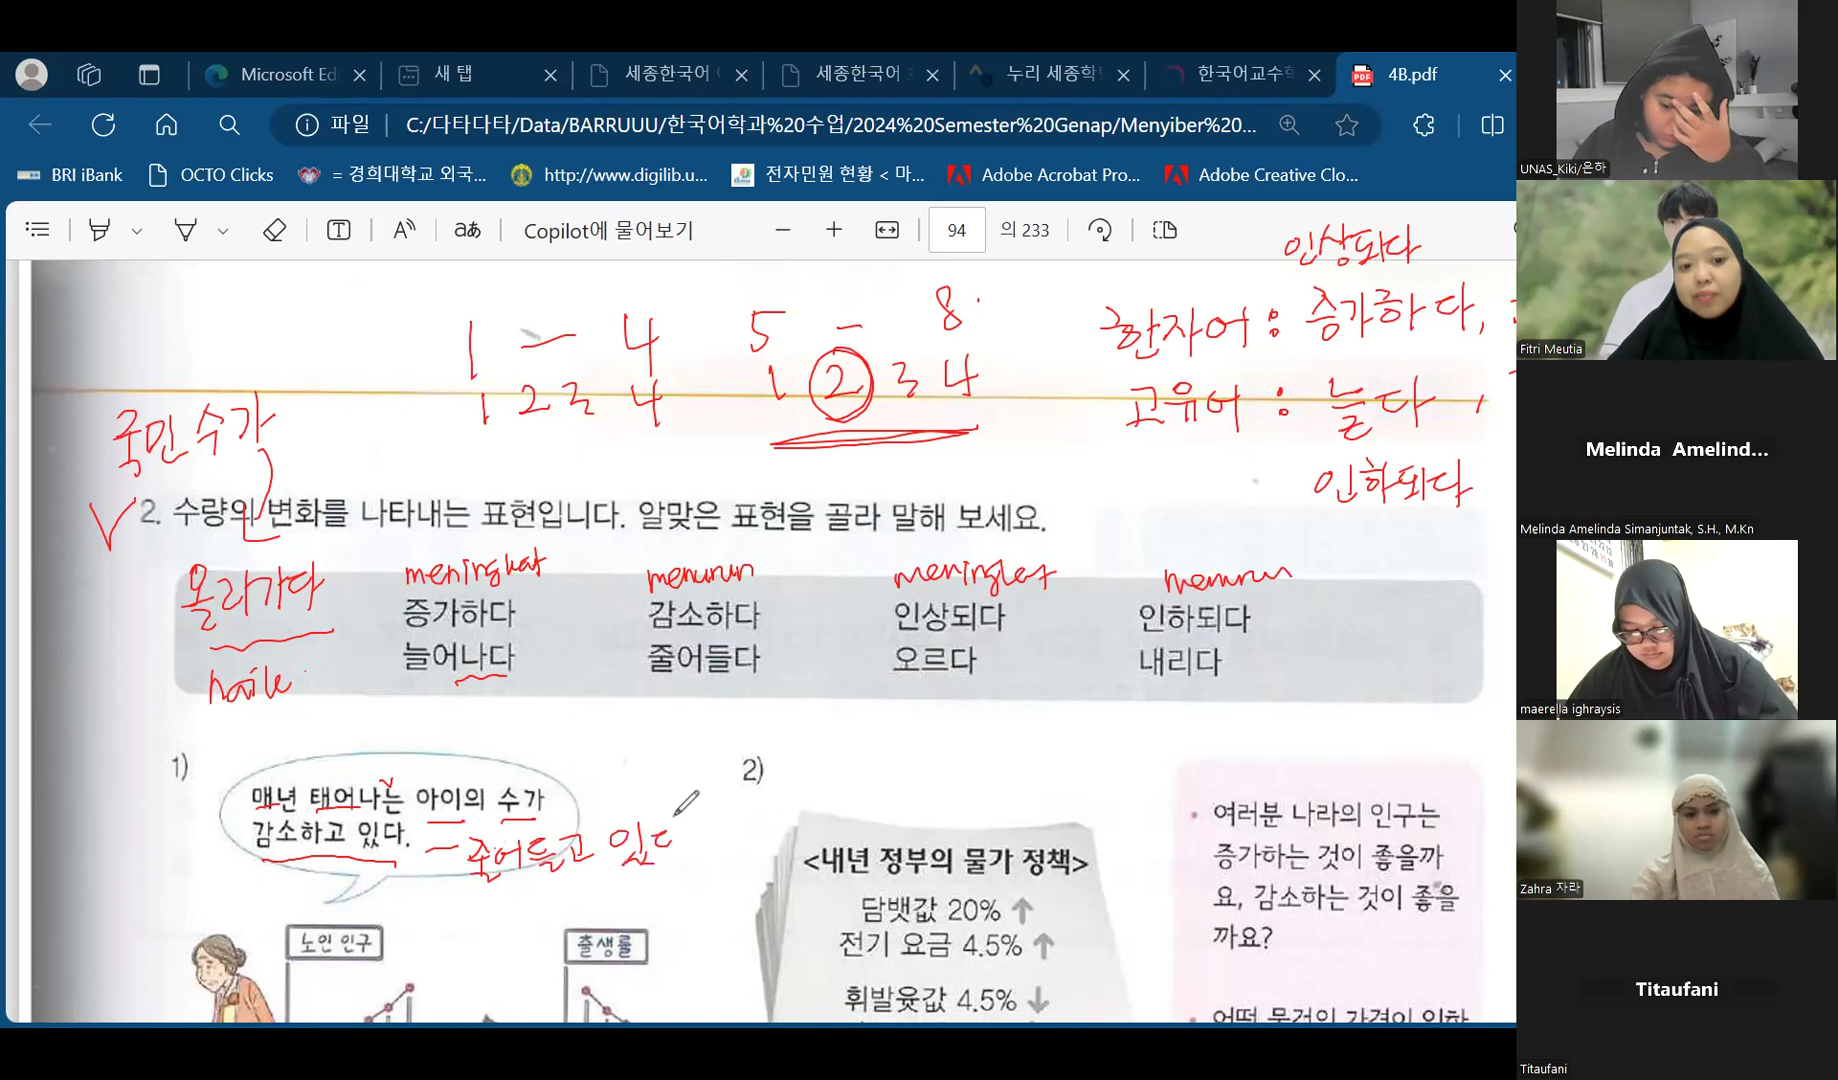 Microsoft Ed
새 탭
세종한국어
세종한국어
누리 세종학
한국어교수학
4B.pdf
파일
C:/다타다타/Data/BARRUUU/한국어학과%20수업/2024%20Semester%20Genap/Menyiber%20...
BRI iBank
OCTO Clicks
= 경희대학교 외국...
http://www.digilib.u...
전자민원 현황 < 마...
Adobe Acrobat Pro...
Adobe Creative Clo...
Copilot에 물어보기
94
의 233
인상되다
1 — 4 5 — 8
한자어 : 증가하다,
1 2 3 4 1 2 3 4
고유어 : 늘다,
국민 수가
인하되다
2. 수량의 변화를 나타내는 표현입니다. 알맞은 표현을 골라 말해 보세요.
올라가다
naik
meningkat
menurun
meningkat
menurun
증가하다
감소하다
인상되다
인하되다
늘어나다
줄어들다
오르다
내리다
1)
매년 태어나는 아이의 수가
감소하고 있다.
줄어들고 있다
노인 인구
출생률
2)
<내년 정부의 물가 정책>
담뱃값 20% ↑
전기 요금 4.5% ↑
휘발윳값 4.5% ↓
• 여러분 나라의 인구는
증가하는 것이 좋을까
요, 감소하는 것이 좋을
까요?
• 어떤 물건의 가격이 인하
UNAS_Kiki/은하
Fitri Meutia
Melinda Amelind...
Melinda Amelinda Simanjuntak, S.H., M.Kn
maerella ighraysis
Zahra 자라
Titaufani
Titaufani